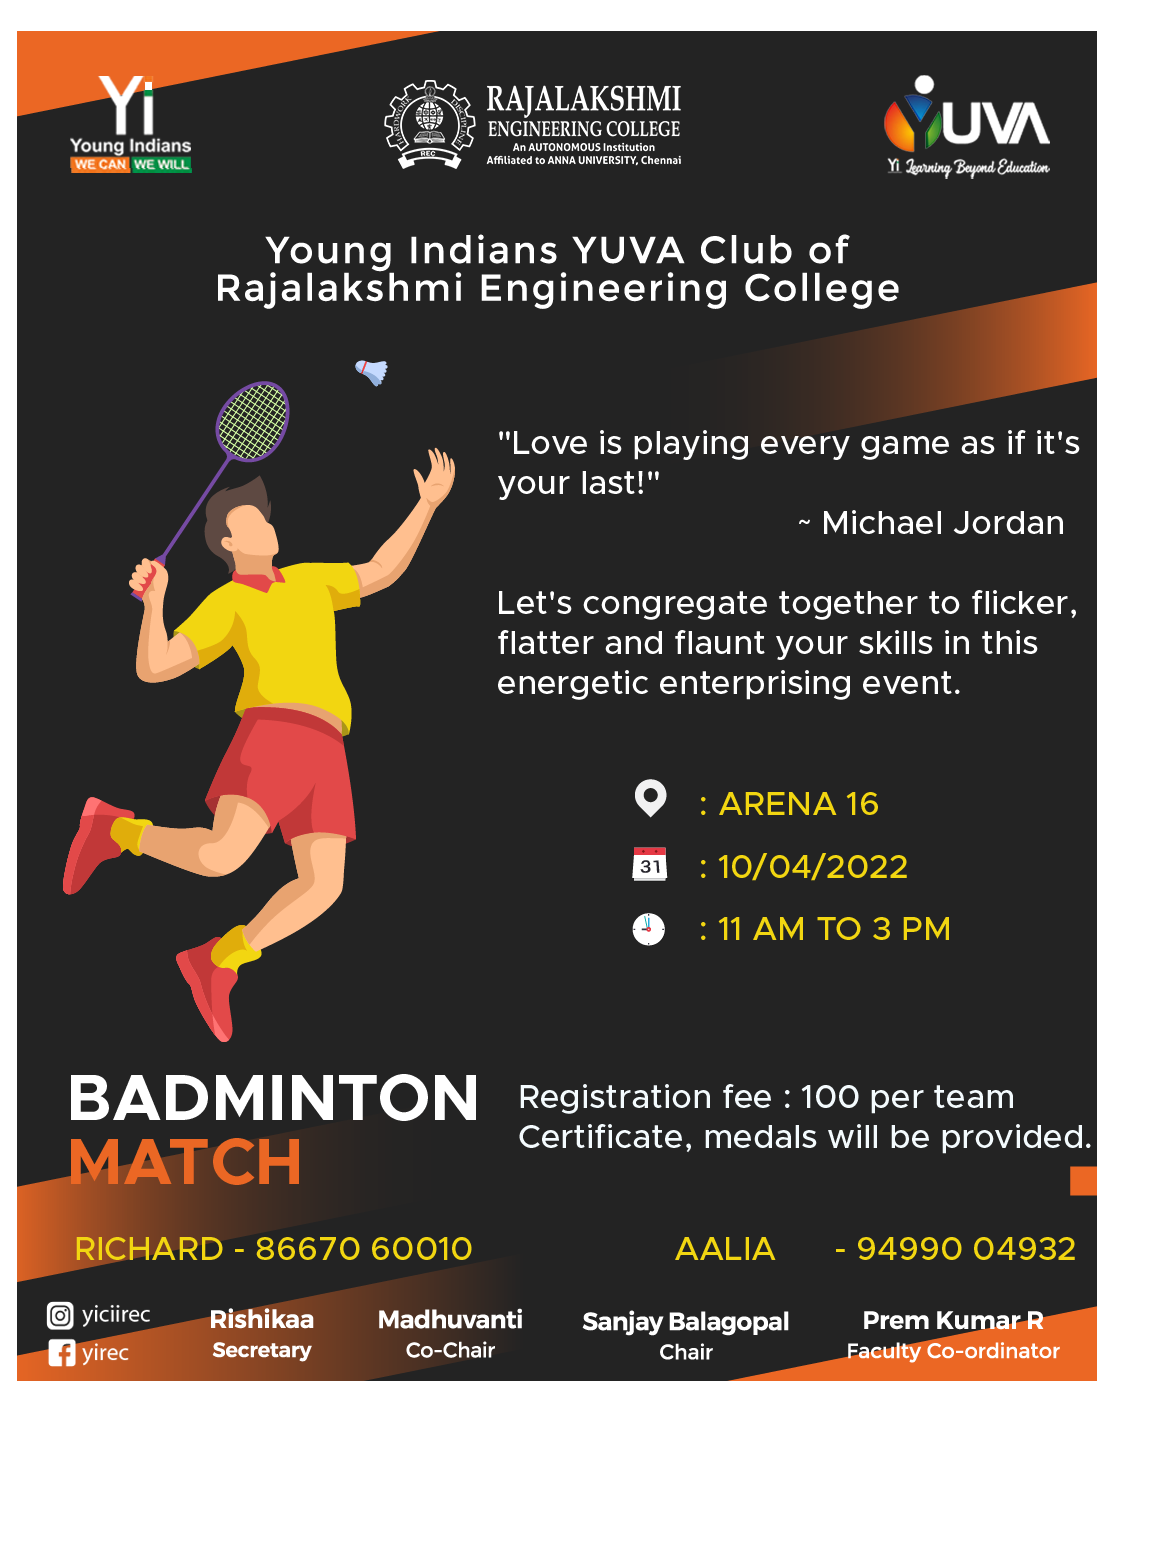 Yi
Young Indians
WE CAN WE WILL
HARDWORK DISCIPLINE
REC
RAJALAKSHMI
ENGINEERING COLLEGE
An AUTONOMOUS Institution
Affiliated to ANNA UNIVERSITY, Chennai
YUVA
Yi Learning Beyond Education
Young Indians YUVA Club of
Rajalakshmi Engineering College
"Love is playing every game as if it's
your last!"
~ Michael Jordan
Let's congregate together to flicker,
flatter and flaunt your skills in this
energetic enterprising event.
: ARENA 16
31 : 10/04/2022
: 11 AM TO 3 PM
BADMINTON
MATCH
Registration fee : 100 per team
Certificate, medals will be provided.
RICHARD - 86667 60010
AALIA - 94990 04932
yiciirec
yirec
Rishikaa
Secretary
Madhuvanti
Co-Chair
Sanjay Balagopal
Chair
Prem Kumar R
Faculty Co-ordinator